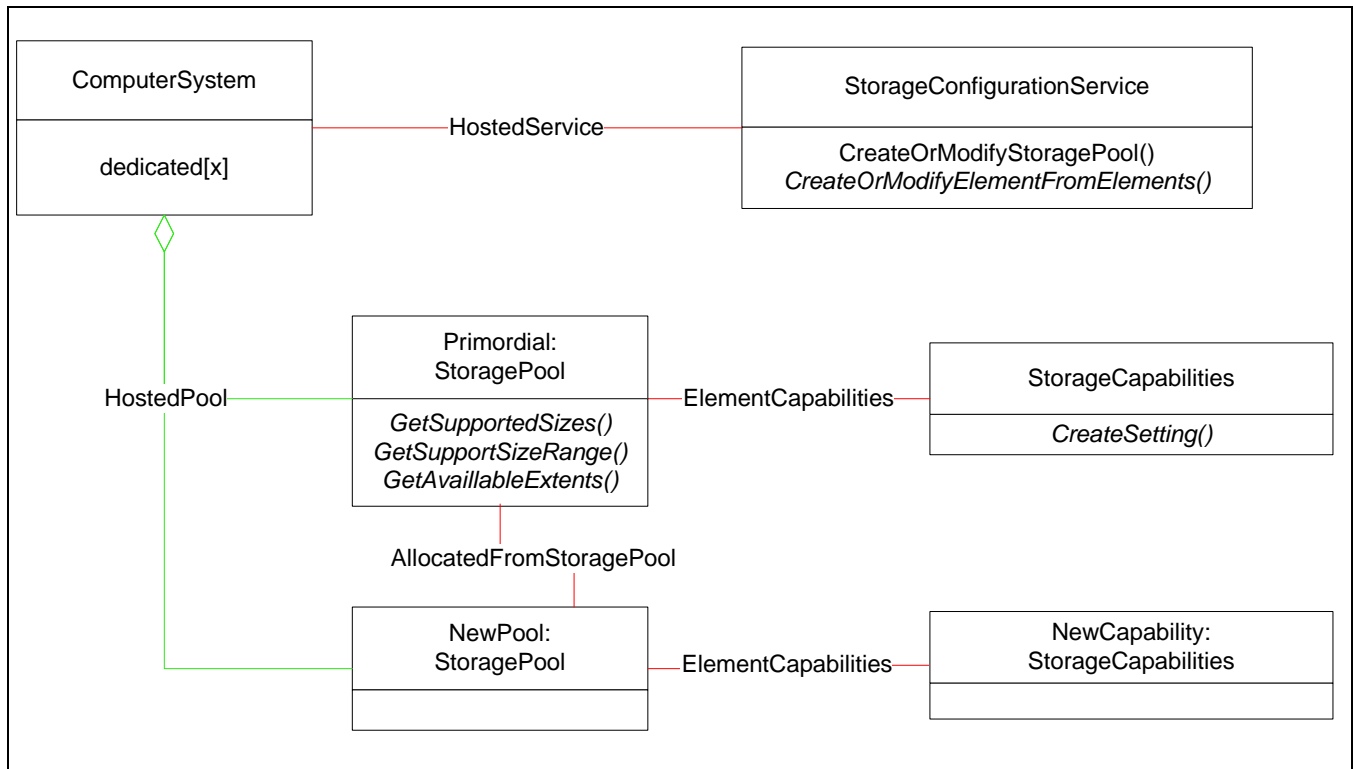 ComputerSystem
dedicated[x]
HostedService
StorageConfigurationService
CreateOrModifyStoragePool()
CreateOrModifyElementFromElements()
HostedPool
Primordial:
StoragePool
GetSupportedSizes()
GetSupportSizeRange()
GetAvaillableExtents()
ElementCapabilities
StorageCapabilities
CreateSetting()
AllocatedFromStoragePool
NewPool:
StoragePool
ElementCapabilities
NewCapability:
StorageCapabilities